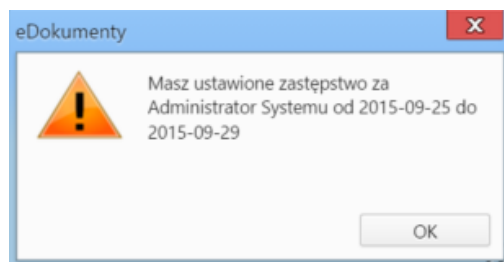 eDokumenty
Masz ustawione zastępstwo za
Administrator Systemu od 2015-09-25 do
2015-09-29
OK